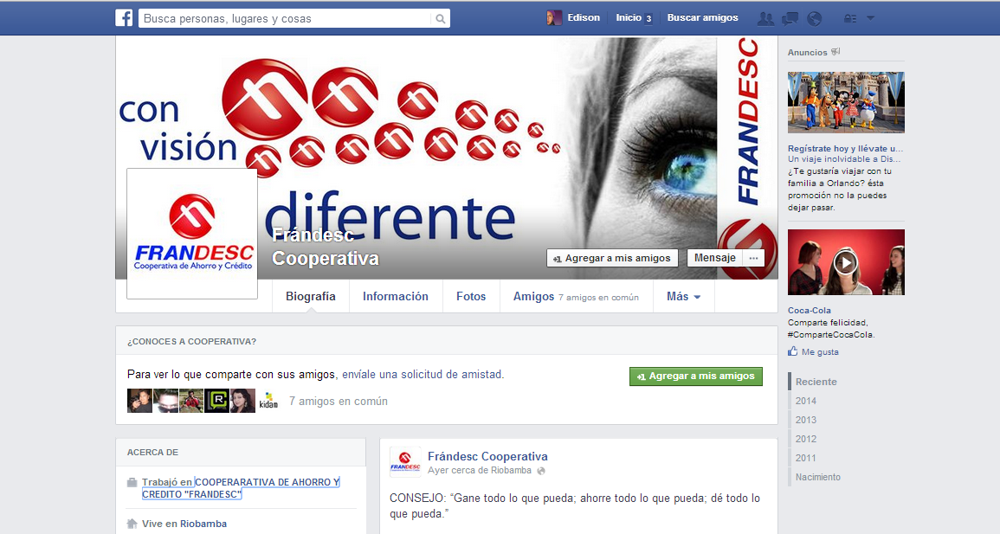 Busca personas, lugares y cosas
Edison
Inicio 3
Buscar amigos
con
visión
diferente
FRANDESC
FRANDESC
Cooperativa de Ahorro y Crédito
Frándesc
Cooperativa
+1 Agregar a mis amigos
Mensaje
...
Biografía
Información
Fotos
Amigos 7 amigos en común
Más
¿CONOCES A COOPERATIVA?
Para ver lo que comparte con sus amigos, envíale una solicitud de amistad.
+1 Agregar a mis amigos
kidam
7 amigos en común
ACERCA DE
Trabajó en COOPERARATIVA DE AHORRO Y
CREDITO "FRANDESC"
Vive en Riobamba
FRANDESC
Frándesc Cooperativa
Ayer cerca de Riobamba
CONSEJO: “Gane todo lo que pueda; ahorre todo lo que pueda; dé todo lo
que pueda.”
Anuncios
Regístrate hoy y llévate u...
Un viaje inolvidable a Dis...
¿Te gustaría viajar con tu
familia a Orlando? ésta
promoción no la puedes
dejar pasar.
Coca-Cola
Comparte felicidad,
#ComparteCocaCola.
Me gusta
Reciente
2014
2013
2012
2011
Nacimiento